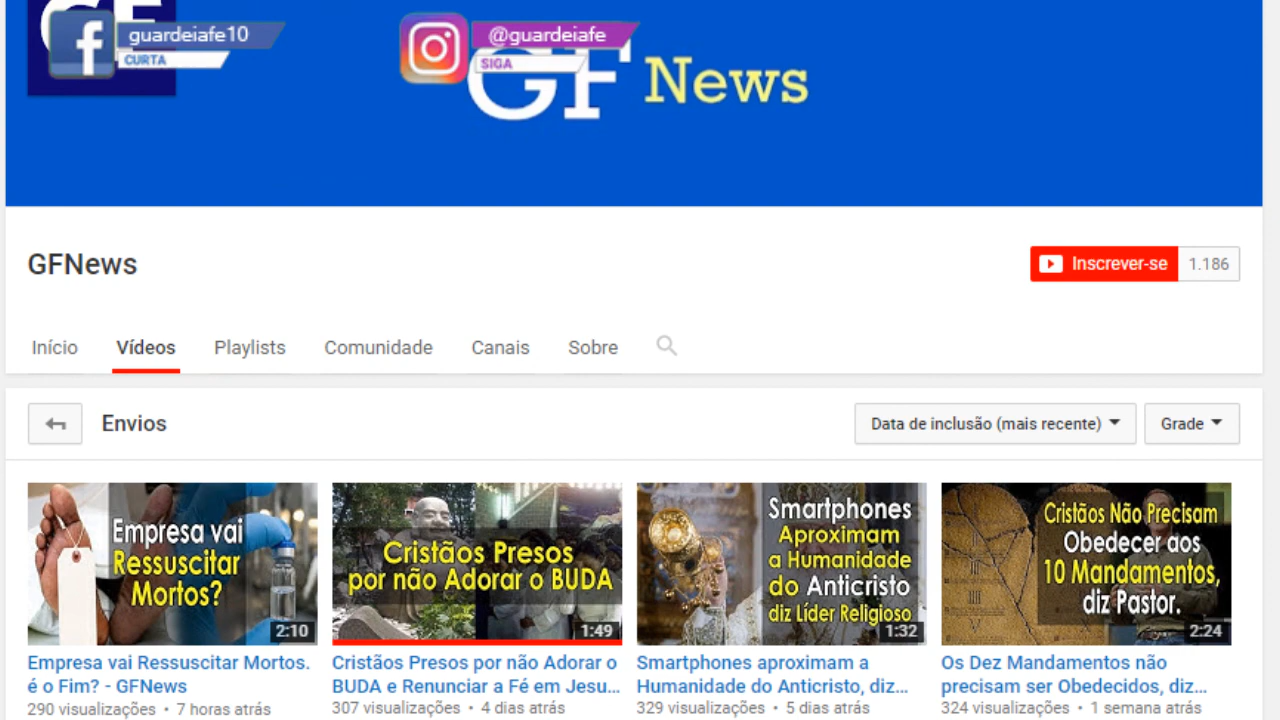 guardeiafe10
CURTA
@guardeiafe
SIGA
GF News
GFNews
Inscrever-se 1.186
Início Vídeos Playlists Comunidade Canais Sobre
Envios
Data de inclusão (mais recente) Grade
Empresa vai
Ressuscitar
Mortos?
2:10
Cristãos Presos
por não Adorar o BUDA
1:49
Smartphones
Aproximam
a Humanidade
do Anticristo
diz Líder Religioso
1:32
Cristãos Não Precisam
Obedecer aos
10 Mandamentos,
diz Pastor.
2:24
Empresa vai Ressuscitar Mortos.
é o Fim? - GFNews
290 visualizações • 7 horas atrás
Cristãos Presos por não Adorar o
BUDA e Renunciar a Fé em Jesu...
307 visualizações • 4 dias atrás
Smartphones aproximam a
Humanidade do Anticristo, diz...
329 visualizações • 5 dias atrás
Os Dez Mandamentos não
precisam ser Obedecidos, diz...
324 visualizações • 1 semana atrás